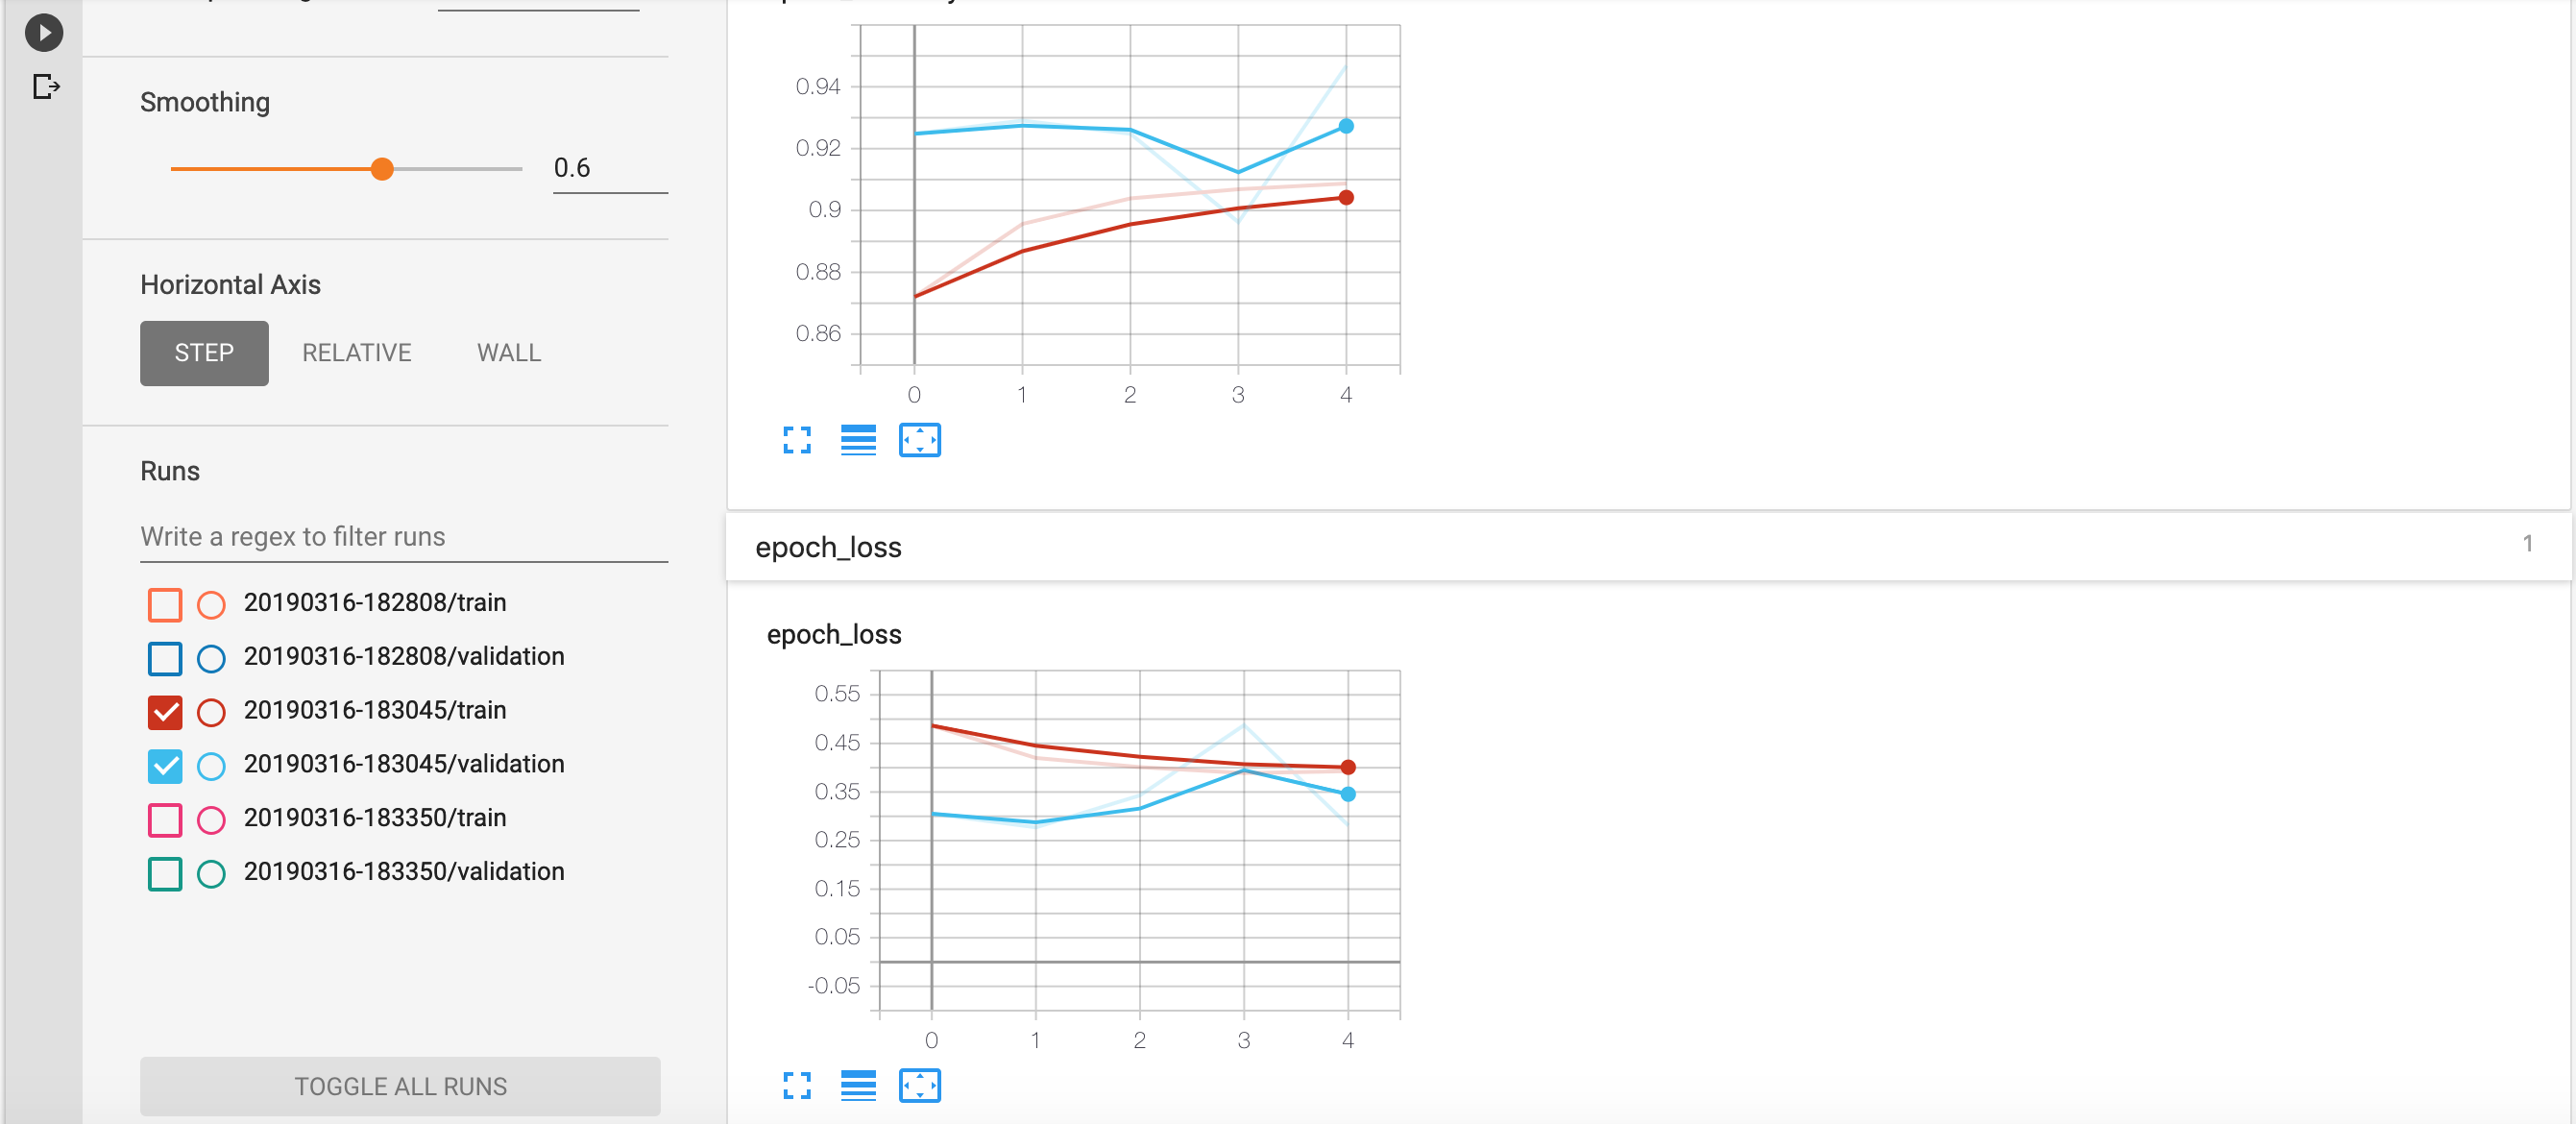 Smoothing
0.6
Horizontal Axis
STEP RELATIVE WALL
Runs
Write a regex to filter runs
20190316-182808/train
20190316-182808/validation
20190316-183045/train
20190316-183045/validation
20190316-183350/train
20190316-183350/validation
TOGGLE ALL RUNS
0.94
0.92
0.9
0.88
0.86
0 1 2 3 4
epoch_loss 1
epoch_loss
0.55
0.45
0.35
0.25
0.15
0.05
-0.05
0 1 2 3 4